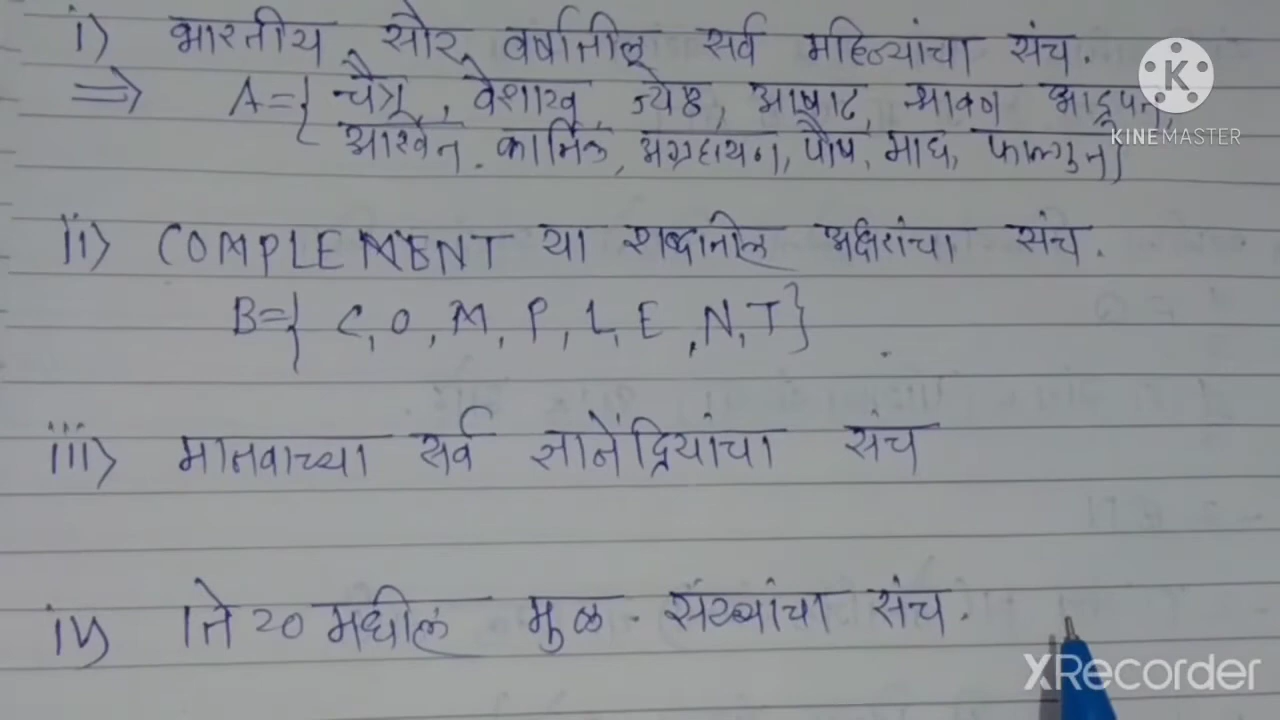 i) भारतीय सौर वर्षातील सर्व महिन्यांचा संच.
⇒ A={ चैत्र, वैशाख, ज्येष्ठ, आषाढ, श्रावण भाद्रपद,
आश्वीन, कार्तिक, अग्रहायण, पौष, माघ, फाल्गुन}
ii) COMPLEMENT या शब्दातील अक्षरांचा संच.
B={ C, O, M, P, L, E, N, T}
iii) मानवाच्या सर्व ज्ञानेंद्रियांचा संच
iv) 1 ते 20 मधील मुळ संख्यांचा संच.
KINEMASTER
XRecorder